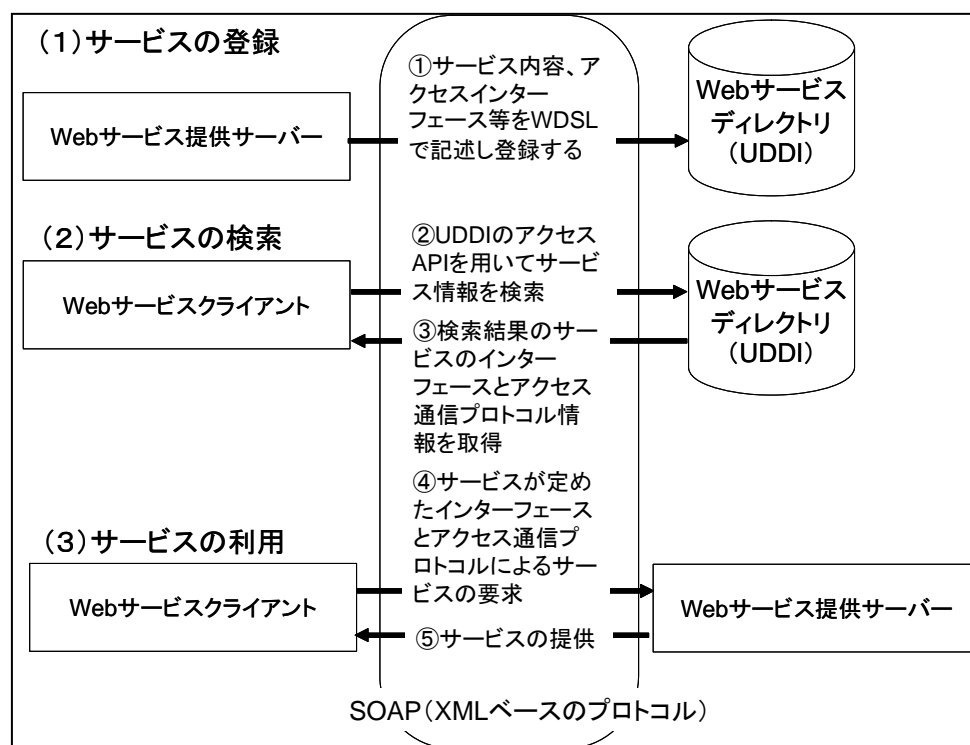 (1)サービスの登録
①サービス内容、ア
クセスインター
フェース等をWDSL
で記述し登録する
Webサービス提供サーバー
Webサービス
ディレクトリ
(UDDI)
(2)サービスの検索
②UDDIのアクセス
APIを用いてサービ
ス情報を検索
Webサービスクライアント
Webサービス
ディレクトリ
(UDDI)
③検索結果のサー
ビスのインター
フェースとアクセス
通信プロトコル情
報を取得
(3)サービスの利用
④サービスが定め
たインターフェース
とアクセス通信プ
ロトコルによるサー
ビスの要求
Webサービスクライアント
Webサービス提供サーバー
⑤サービスの提供
SOAP(XMLベースのプロトコル)